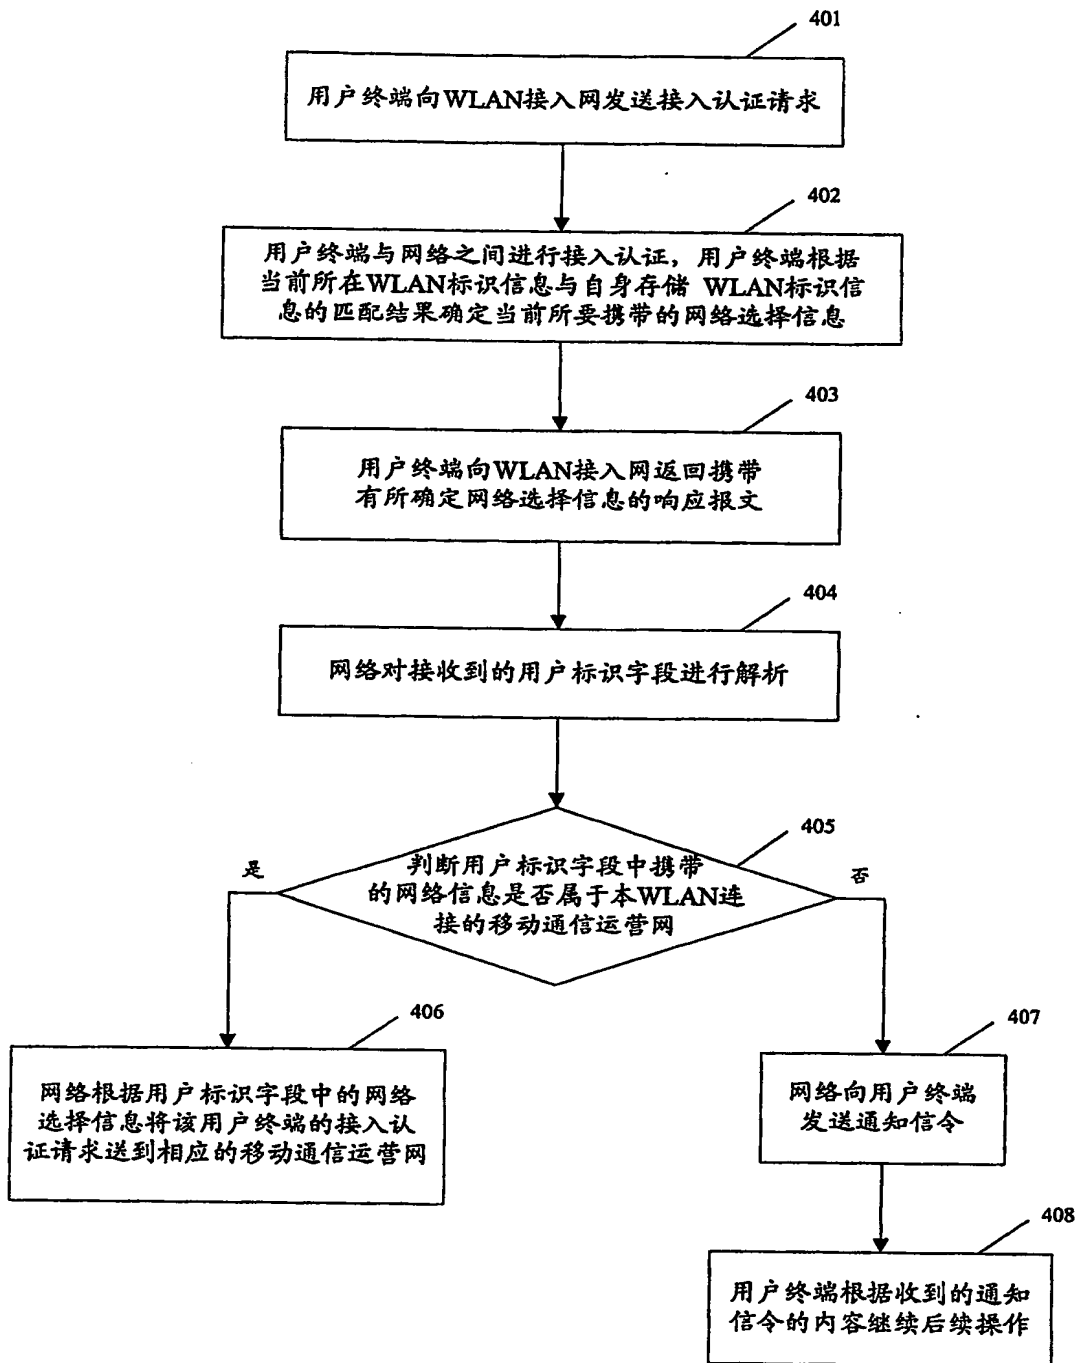 401
用户终端向WLAN接入网发送接入认证请求
402
用户终端与网络之间进行接入认证，用户终端根据
当前所在WLAN标识信息与自身存储 WLAN标识信
息的匹配结果确定当前所要携带的网络选择信息
403
用户终端向WLAN接入网返回携带
有所确定网络选择信息的响应报文
404
网络对接收到的用户标识字段进行解析
405
判断用户标识字段中携带
的网络信息是否属于本WLAN连
接的移动通信运营网
是
否
406
网络根据用户标识字段中的网络
选择信息将该用户终端的接入认
证请求送到相应的移动通信运营网
407
网络向用户终端
发送通知信令
408
用户终端根据收到的通知
信令的内容继续后续操作